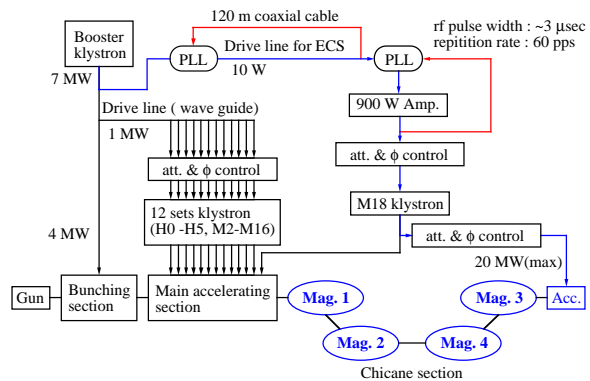 120 m coaxial cable
Booster
klystron
PLL
Drive line for ECS
10 W
PLL
rf pulse width : ~3 μsec
repitition rate : 60 pps
7 MW
Drive line ( wave guide)
1 MW
900 W Amp.
att. & ϕ control
att. & ϕ control
12 sets klystron
(H0 -H5, M2-M16)
M18 klystron
4 MW
att. & ϕ control
20 MW(max)
Gun
Bunching
section
Main accelerating
section
Mag. 1
Mag. 2
Mag. 3
Mag. 4
Acc.
Chicane section